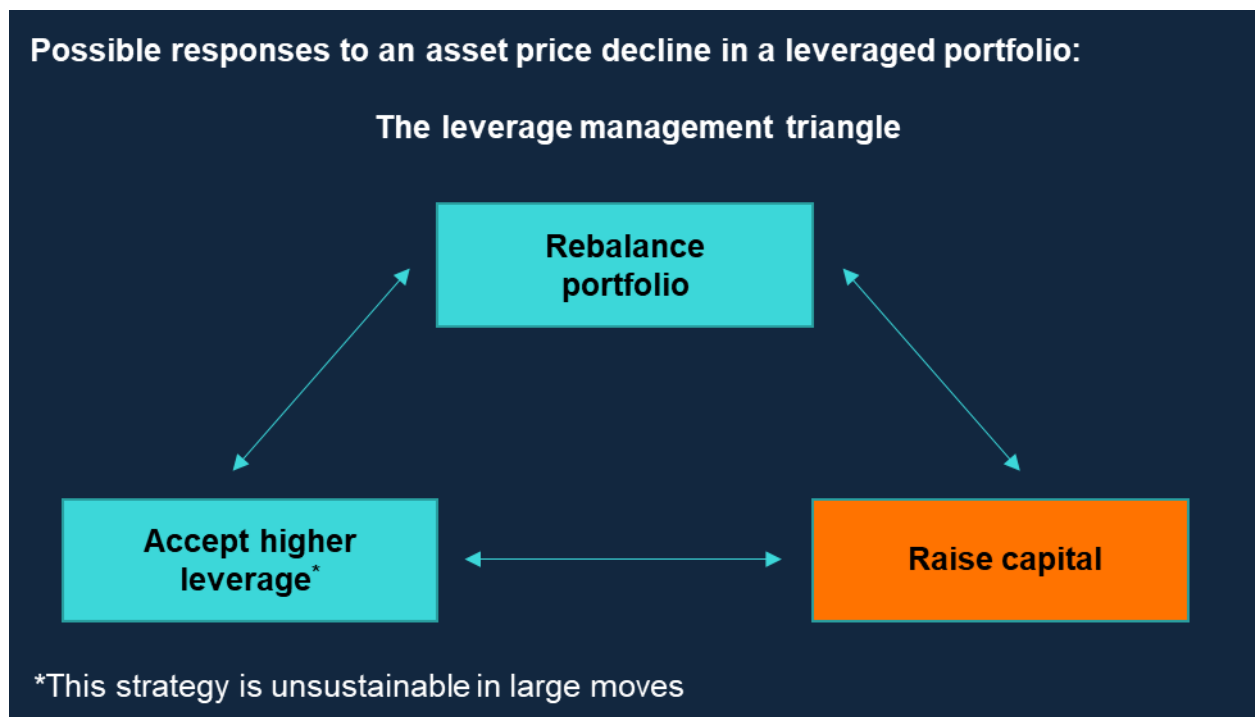 Possible responses to an asset price decline in a leveraged portfolio:
The leverage management triangle
Rebalance
portfolio
Accept higher
leverage*
Raise capital
*This strategy is unsustainable in large moves